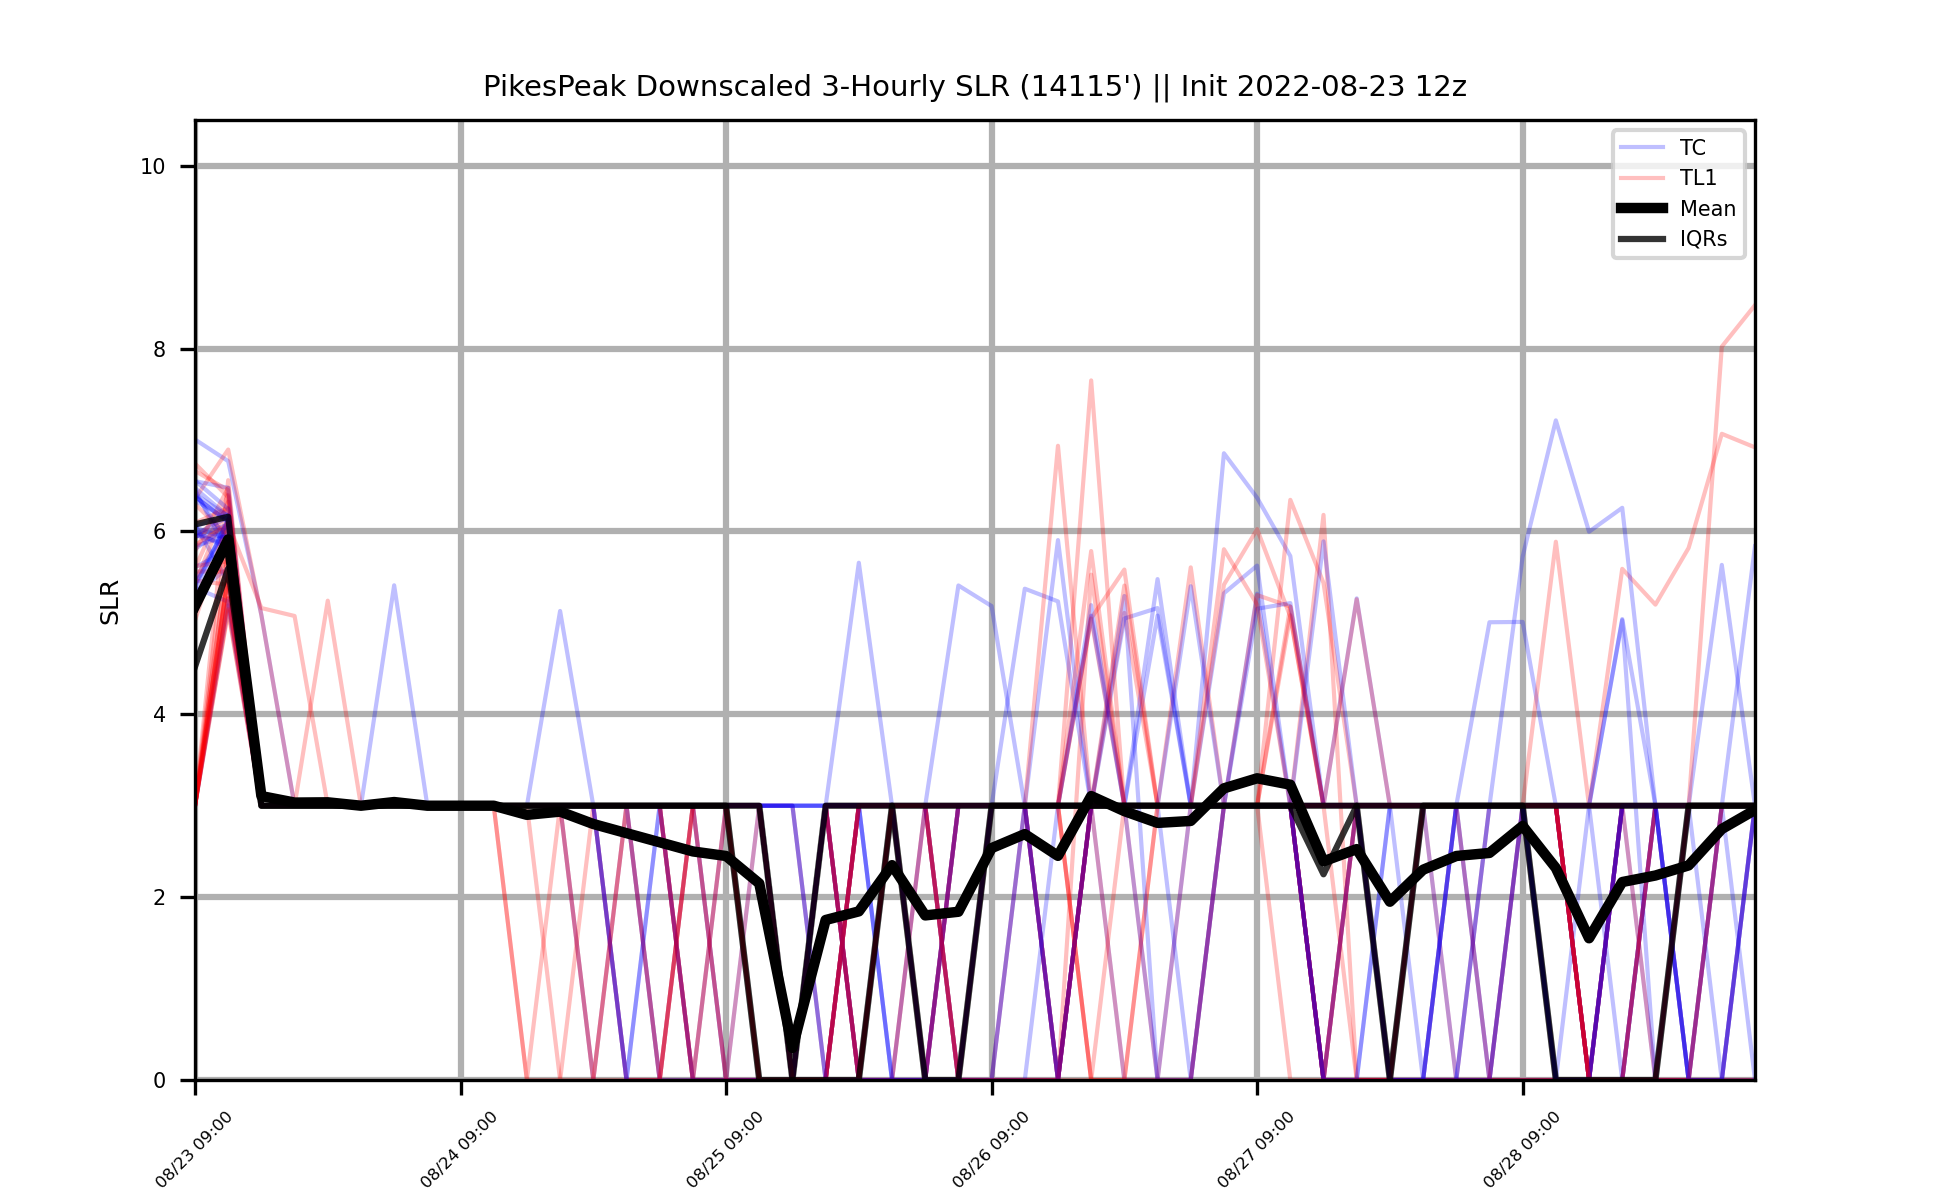 PikesPeak Downscaled 3-Hourly SLR (14115') || Init 2022-08-23 12z
TC
TL1
Mean
IQRs
SLR
10
8
6
4
2
0
08/23 09:00
08/24 09:00
08/25 09:00
08/26 09:00
08/27 09:00
08/28 09:00